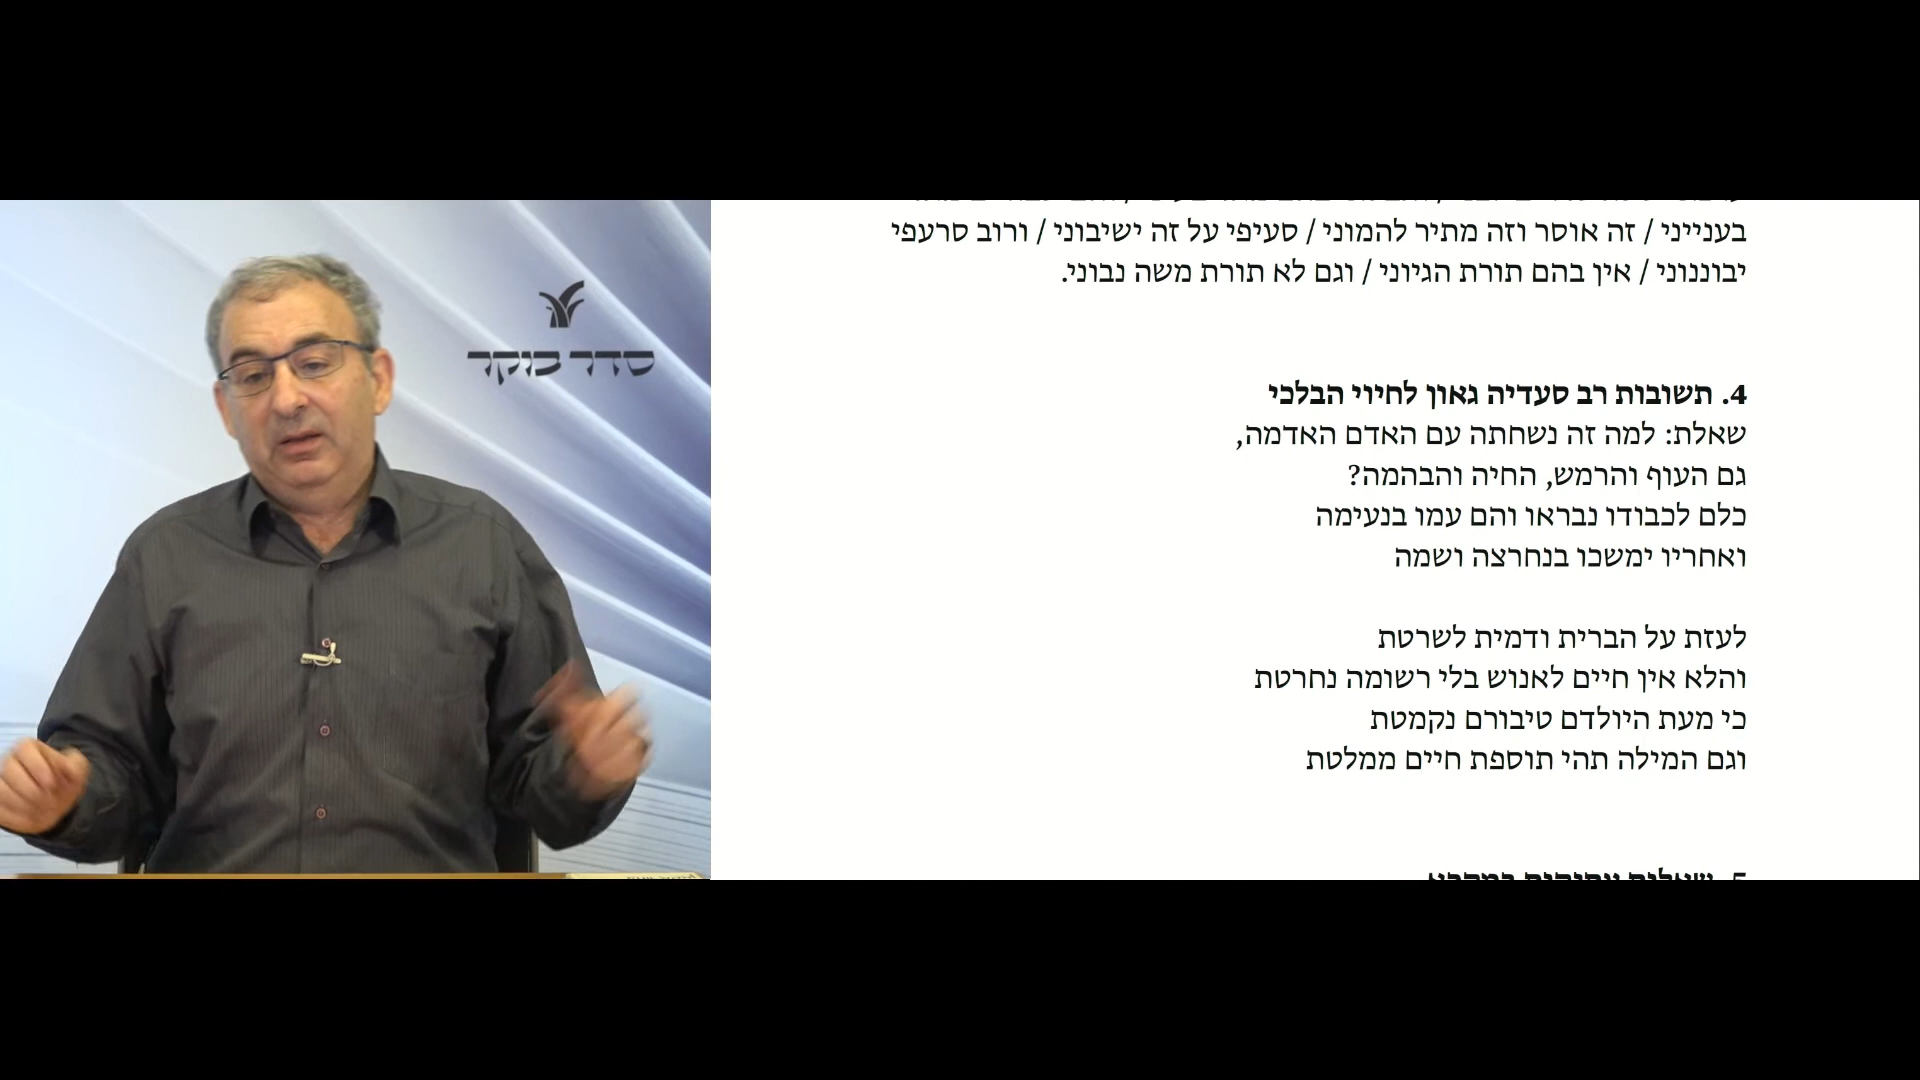 סדר בוקר
בענייני / זה אוסר וזה מתיר להמוני / סעיפי על זה ישיבוני / ורוב סרעפי
יבוננוני / אין בהם תורת הגיוני / וגם לא תורת משה נבוני.
4. תשובות רב סעדיה גאון לחיוי הבלכי
שאלת: למה זה נשחתה עם האדם האדמה,
גם העוף והרמש, החיה והבהמה?
כלם לכבודו נבראו והם עמו בנעימה
ואחריו ימשכו בנחרצה ושמה
לעזת על הברית ודמית לשרטת
והלא אין חיים לאנוש בלי רשומה נחרטת
כי מעת היולדם טיבורם נקמטת
וגם המילה תהי תוספת חיים ממלטת